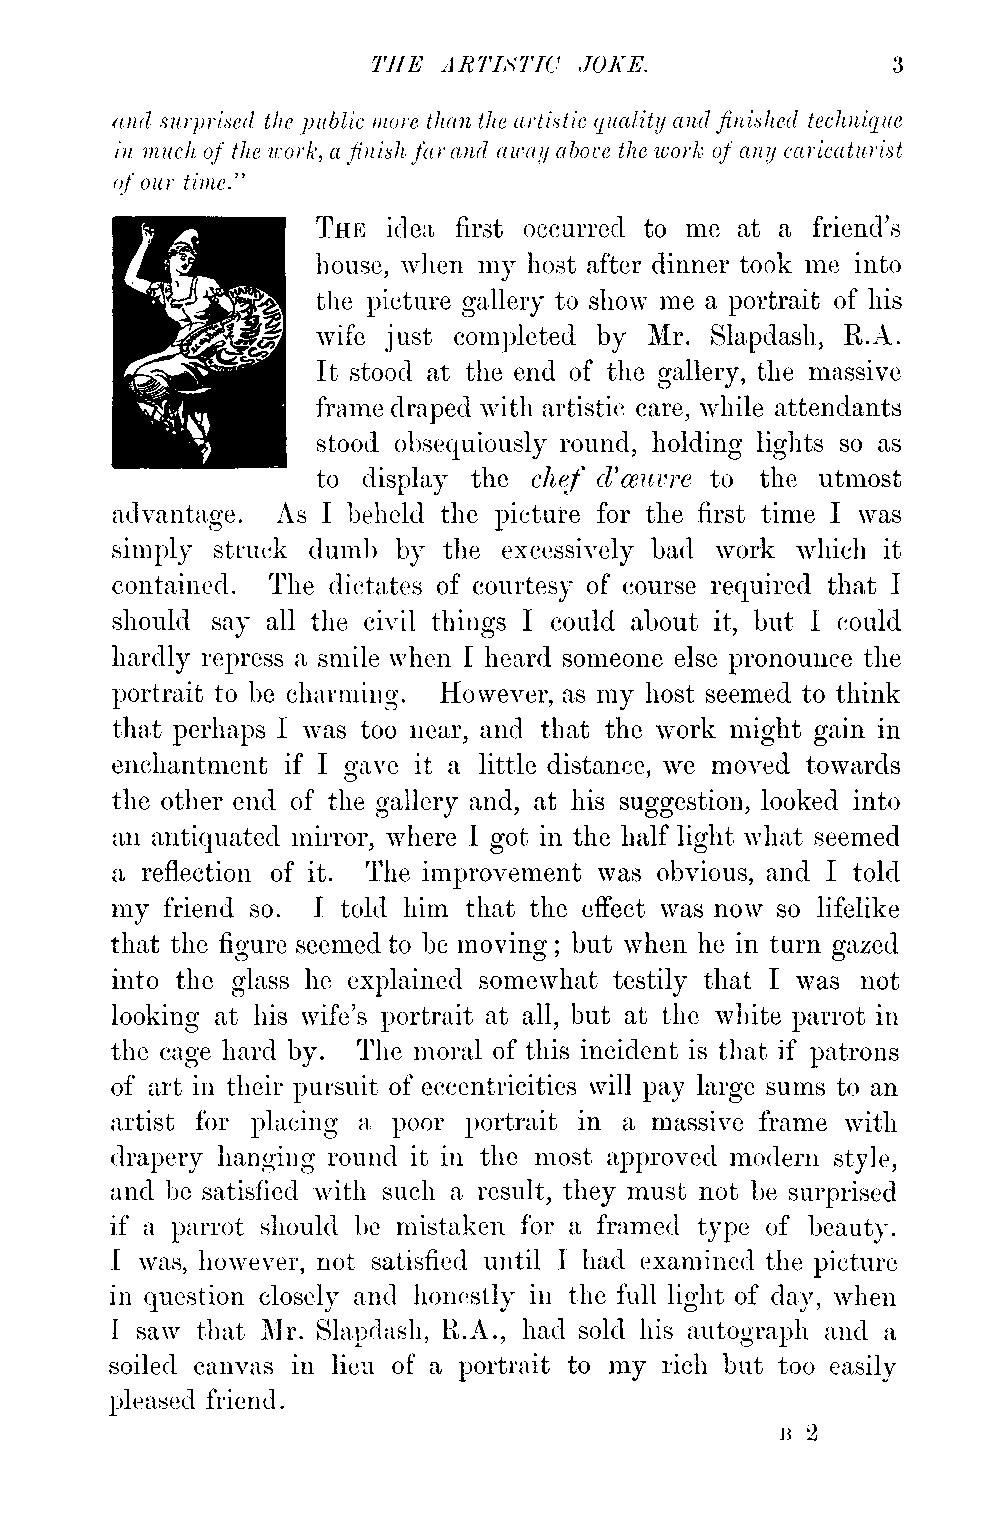 THE ARTISTIC JOKE. 3
and surprised the public more than the artistic quality and finished technique
in much of the work, a finish far and away above the work of any caricaturist
of our time."
THE idea first occurred to me at a friend's
house, when my host after dinner took me into
the picture gallery to show me a portrait of his
wife just completed by Mr. Slapdash, R.A.
It stood at the end of the gallery, the massive
frame draped with artistic care, while attendants
stood obsequiously round, holding lights so as
to display the chef d'œuvre to the utmost
HARRY FURNISS
advantage. As I beheld the picture for the first time I was
simply struck dumb by the excessively bad work which it
contained. The dictates of courtesy of course required that I
should say all the civil things I could about it, but I could
hardly repress a smile when I heard someone else pronounce the
portrait to be charming. However, as my host seemed to think
that perhaps I was too near, and that the work might gain in
enchantment if I gave it a little distance, we moved towards
the other end of the gallery and, at his suggestion, looked into
an antiquated mirror, where I got in the half light what seemed
a reflection of it. The improvement was obvious, and I told
my friend so. I told him that the effect was now so lifelike
that the figure seemed to be moving; but when he in turn gazed
into the glass he explained somewhat testily that I was not
looking at his wife's portrait at all, but at the white parrot in
the cage hard by. The moral of this incident is that if patrons
of art in their pursuit of eccentricities will pay large sums to an
artist for placing a poor portrait in a massive frame with
drapery hanging round it in the most approved modern style,
and be satisfied with such a result, they must not be surprised
if a parrot should be mistaken for a framed type of beauty.
I was, however, not satisfied until I had examined the picture
in question closely and honestly in the full light of day, when
I saw that Mr. Slapdash, R.A., had sold his autograph and a
soiled canvas in lieu of a portrait to my rich but too easily
pleased friend.
B 2